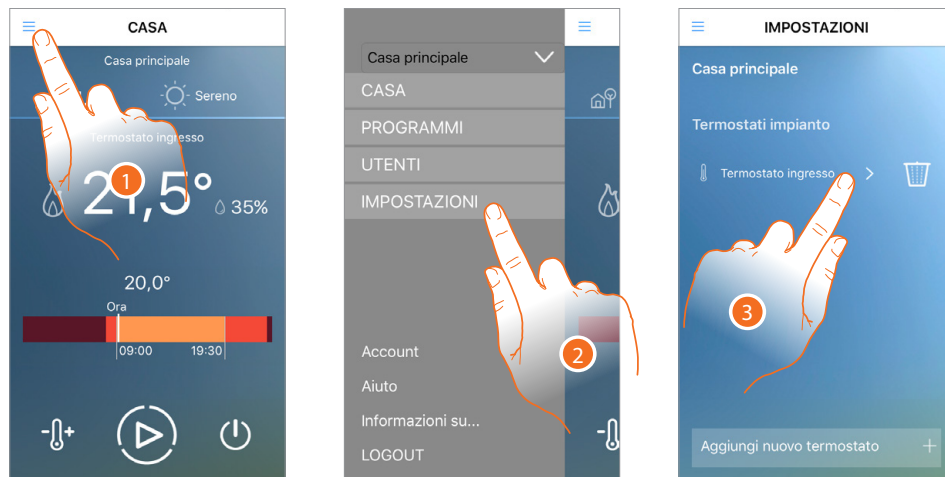 CASA
Casa principale
Sereno
Termostato ingresso
1
21,5°
35%
20,0°
Ora
09:00 19:30
Casa principale
CASA
PROGRAMMI
UTENTI
IMPOSTAZIONI
2
Account
Aiuto
Informazioni su...
LOGOUT
IMPOSTAZIONI
Casa principale
Termostati impianto
Termostato ingresso
3
Aggiungi nuovo termostato